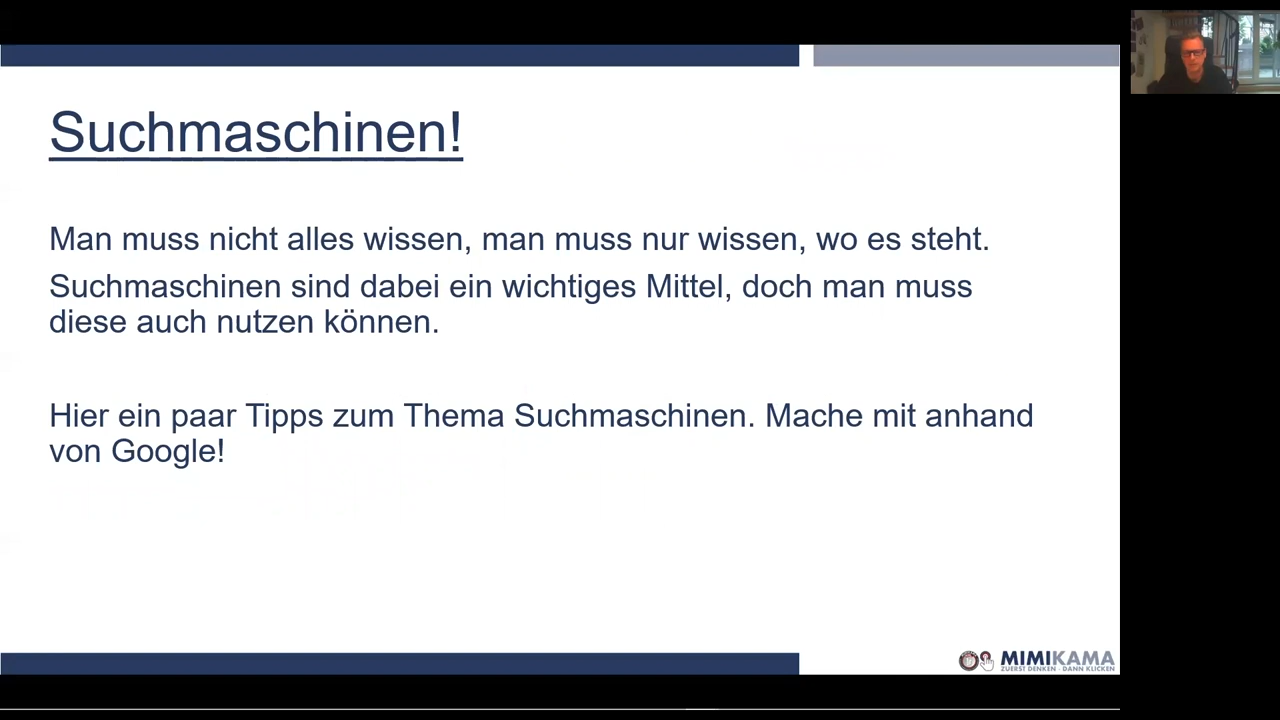 Suchmaschinen!
Man muss nicht alles wissen, man muss nur wissen, wo es steht.
Suchmaschinen sind dabei ein wichtiges Mittel, doch man muss
diese auch nutzen können.
Hier ein paar Tipps zum Thema Suchmaschinen. Mache mit anhand
von Google!
MIMIKAMA
ZUERST DENKEN - DANN KLICKEN